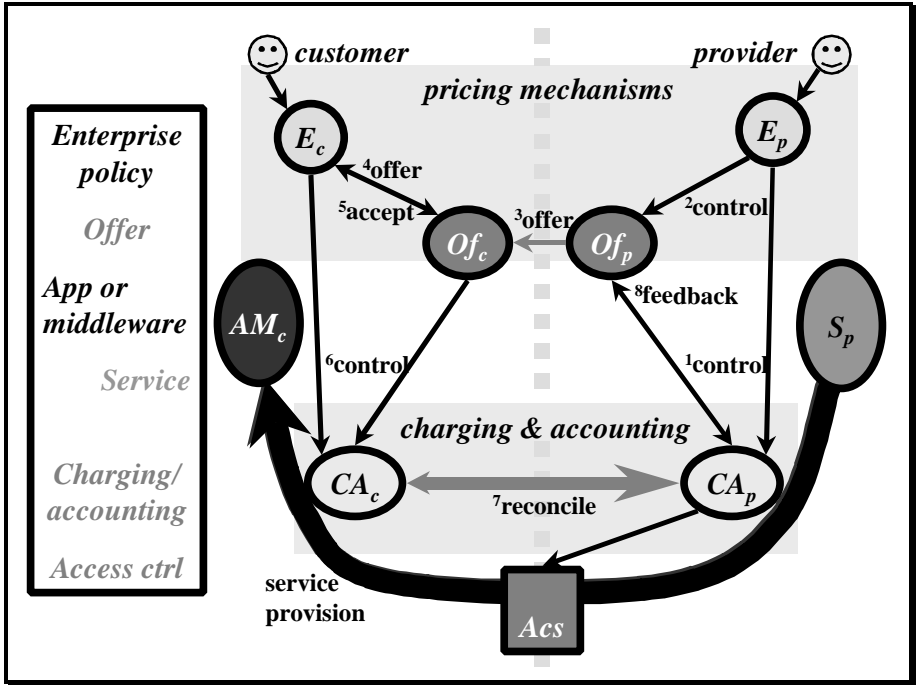 customer
provider
pricing mechanisms
Enterprise
policy
Offer
App or
middleware
Service
Charging/
accounting
Access ctrl
Ec
Ep
4offer
5accept
3offer
2control
Ofc
Ofp
8feedback
AMc
Sp
6control
1control
charging & accounting
CAc
CAp
7reconcile
service
provision
Acs